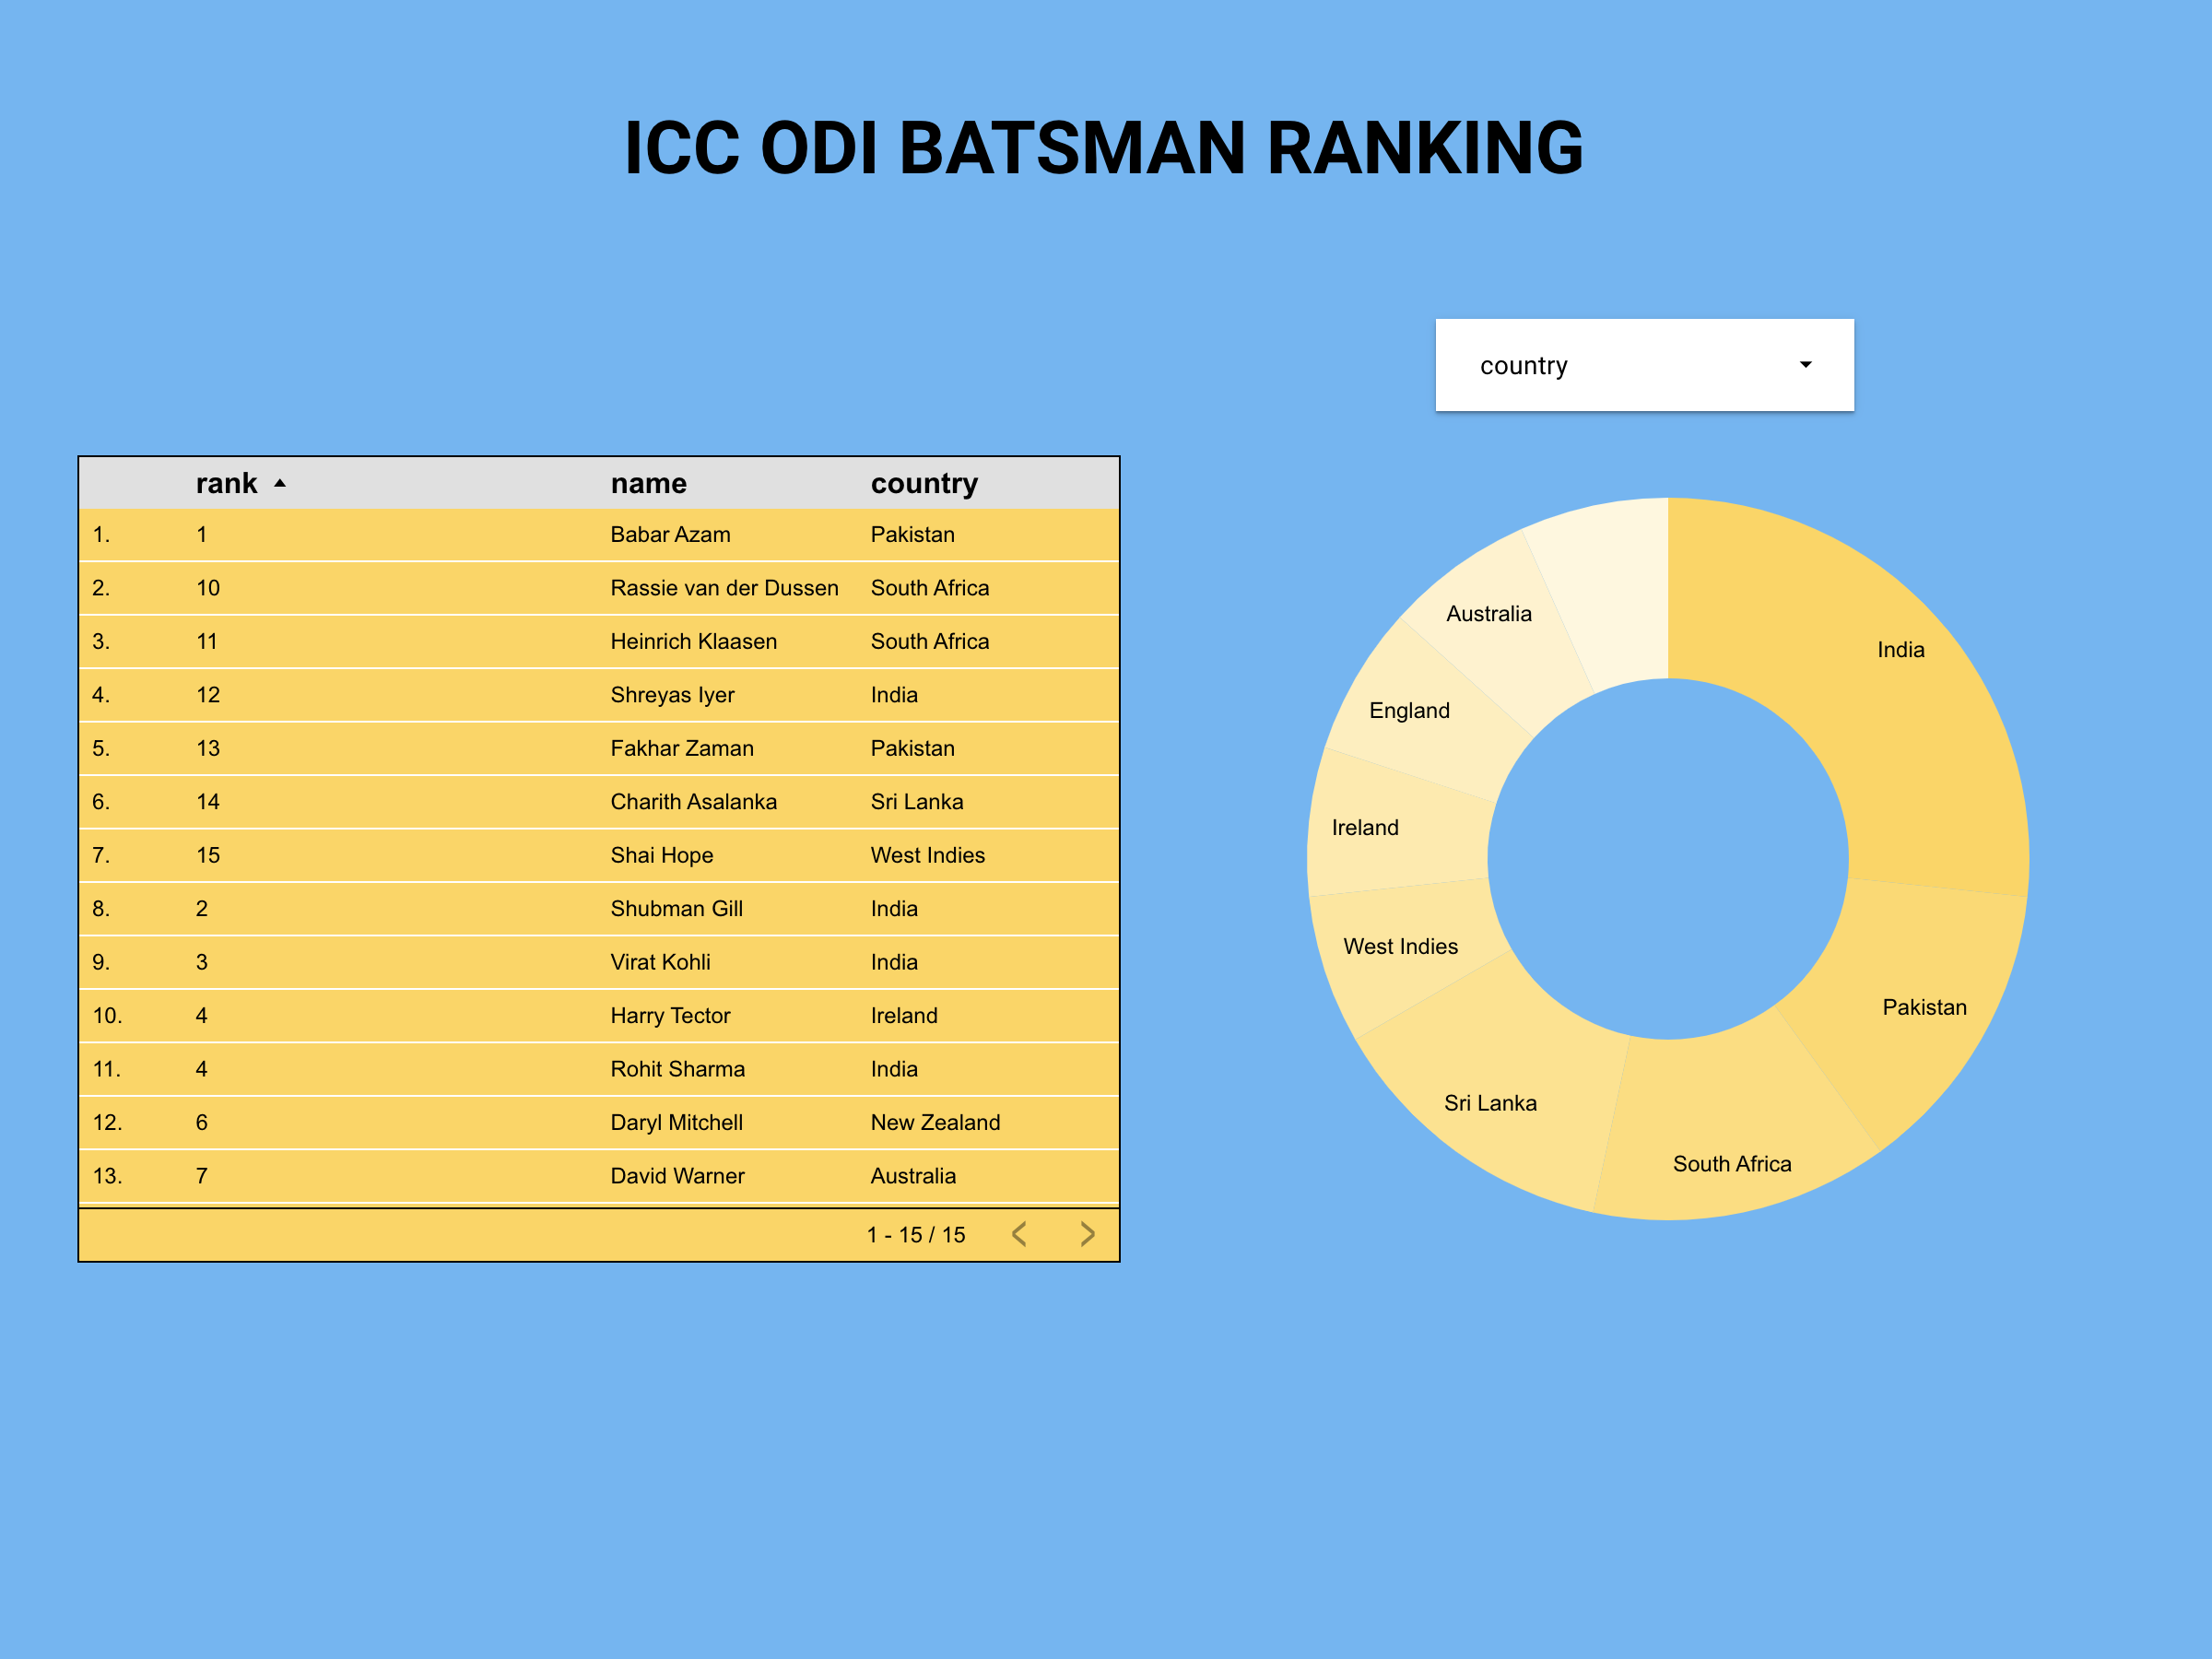 ICC ODI BATSMAN RANKING
country
rank name country
1. 1 Babar Azam Pakistan
2. 10 Rassie van der Dussen South Africa
3. 11 Heinrich Klaasen South Africa
4. 12 Shreyas Iyer India
5. 13 Fakhar Zaman Pakistan
6. 14 Charith Asalanka Sri Lanka
7. 15 Shai Hope West Indies
8. 2 Shubman Gill India
9. 3 Virat Kohli India
10. 4 Harry Tector Ireland
11. 4 Rohit Sharma India
12. 6 Daryl Mitchell New Zealand
13. 7 David Warner Australia
1 - 15 / 15
India
Pakistan
South Africa
Sri Lanka
West Indies
Ireland
England
Australia